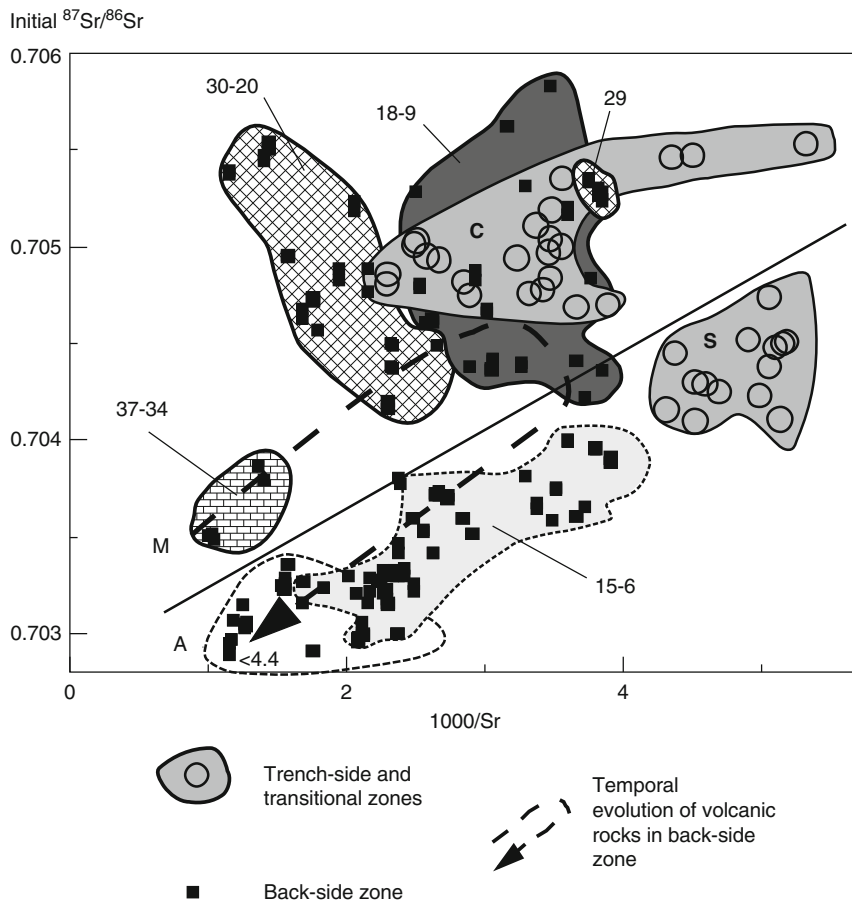 Initial ⁸⁷Sr/⁸⁶Sr
0.706
30-20
18-9
29
C
0.705
S
37-34
0.704
M
15-6
0.703
A
<4.4
0
2
4
1000/Sr
Trench-side and
transitional zones
Temporal
evolution of volcanic
rocks in back-side
zone
Back-side zone